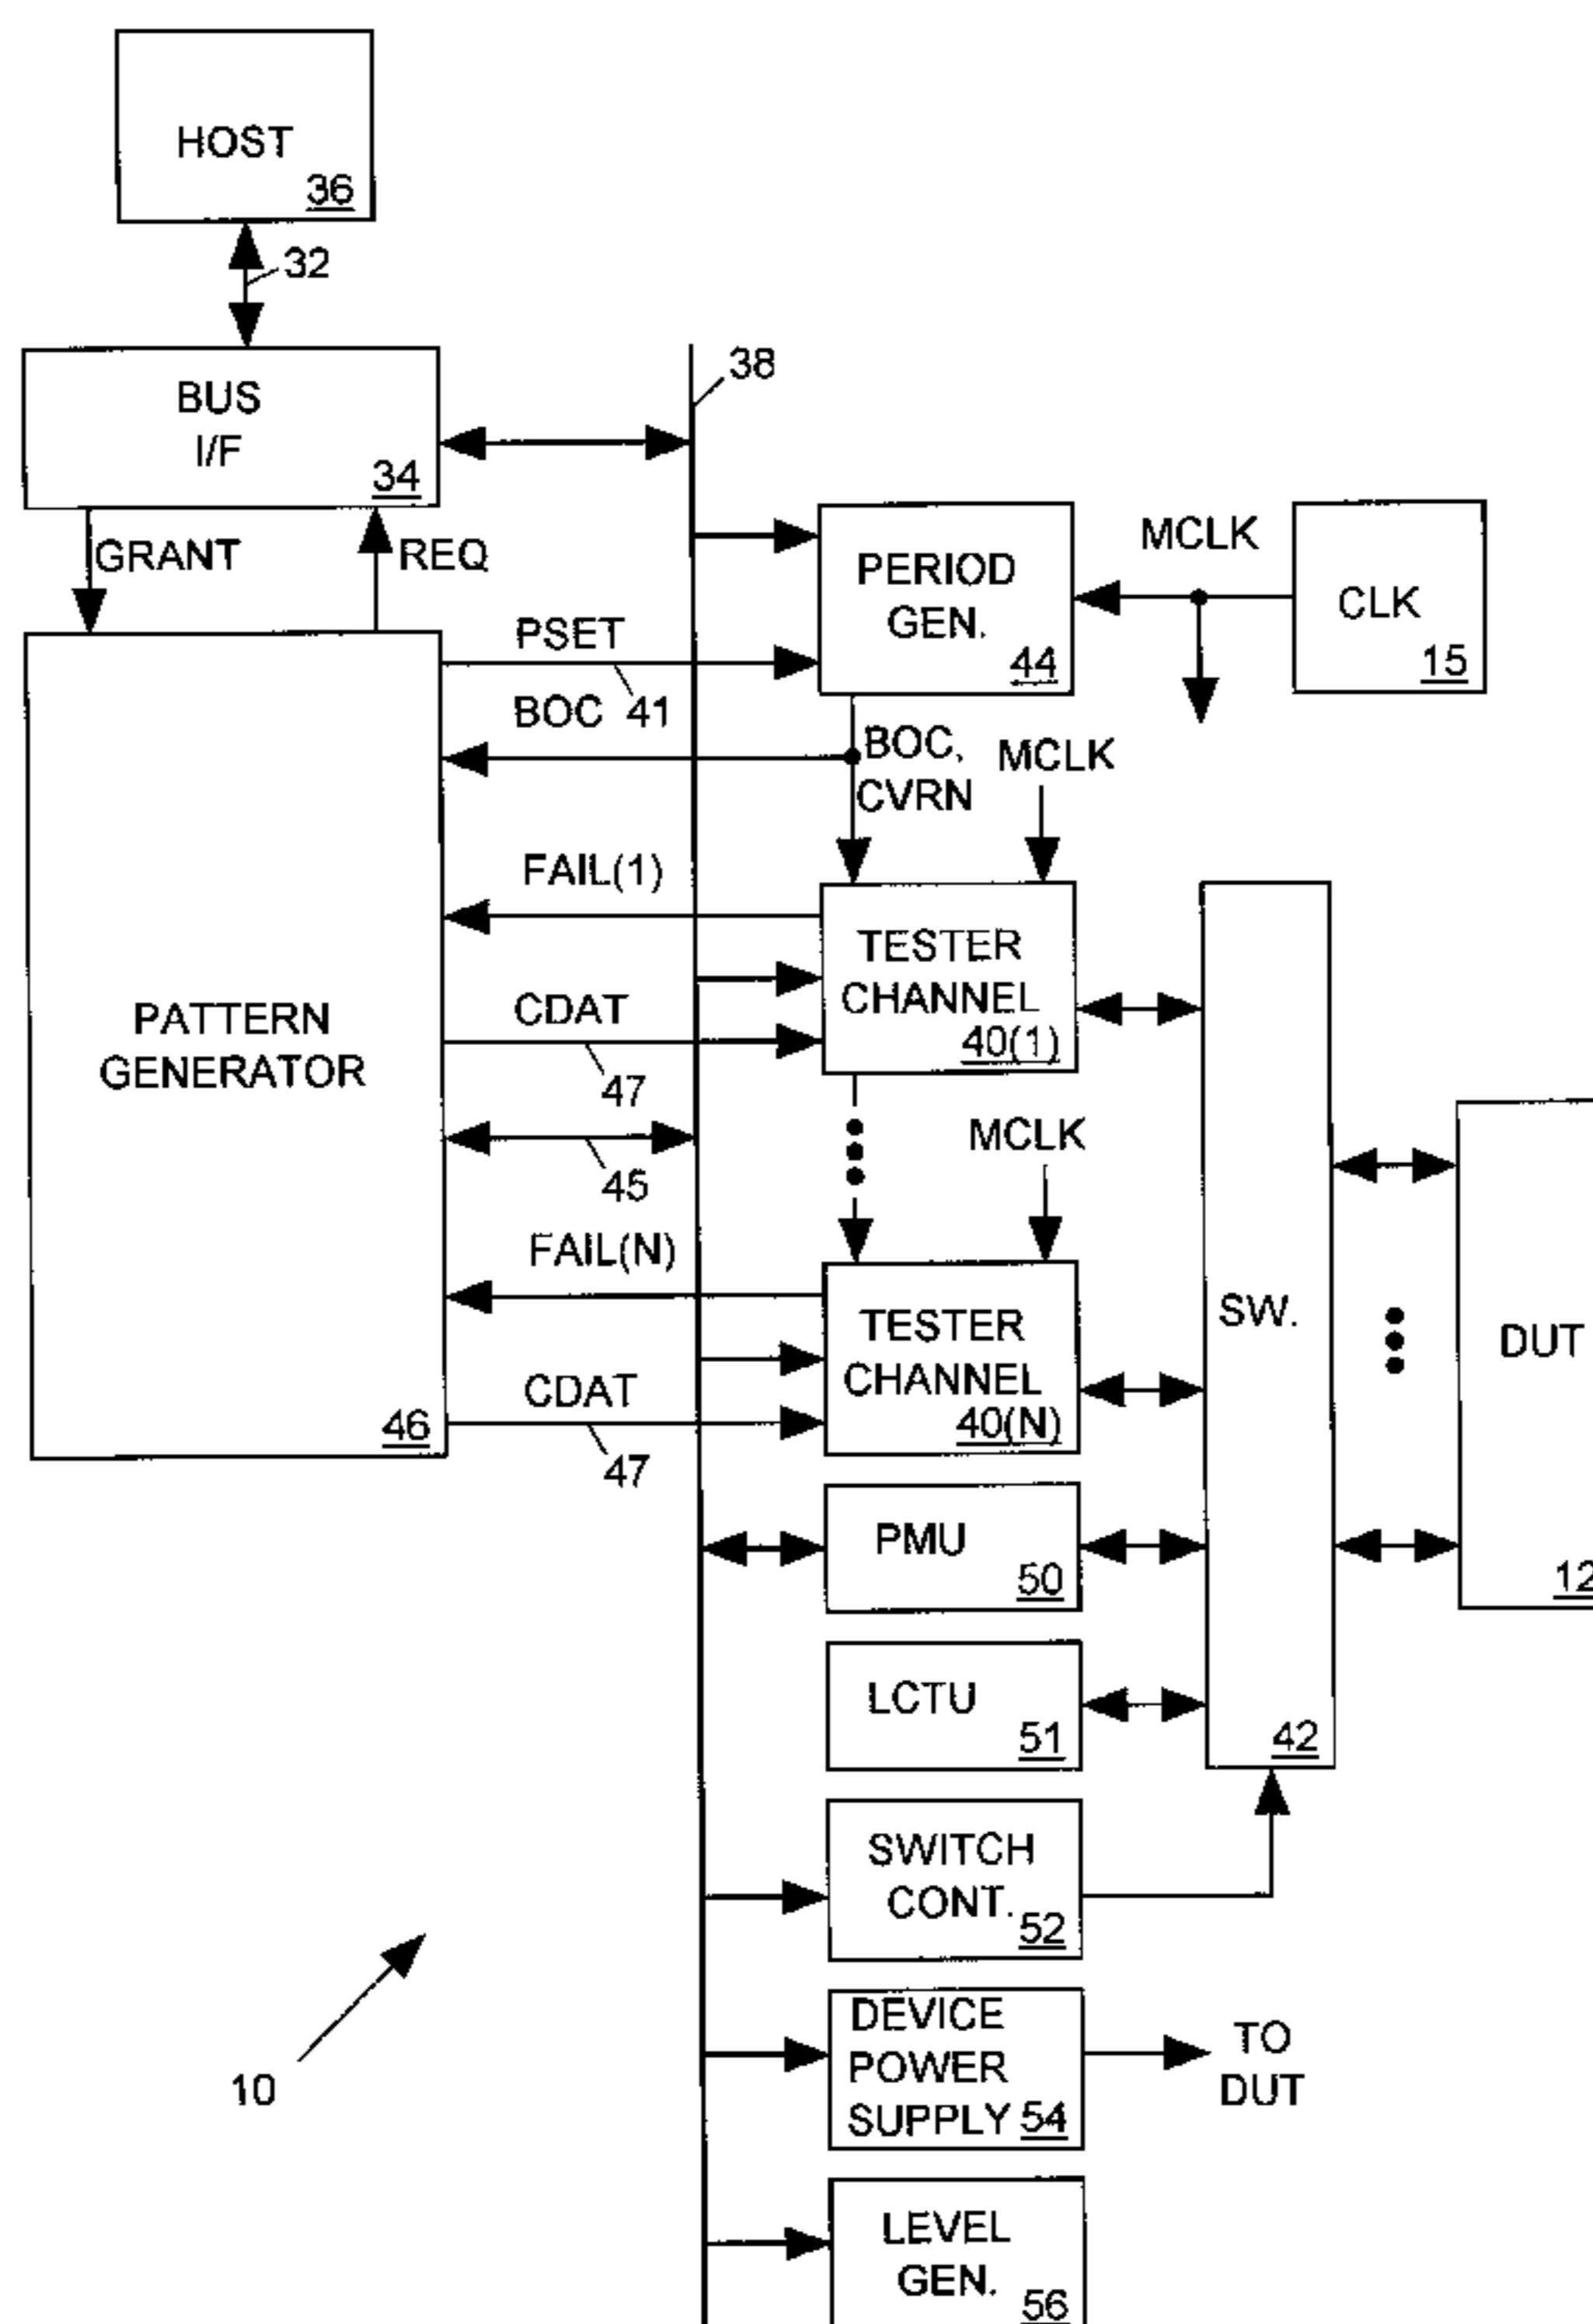 HOST
36
32
BUS
I/F
34
38
GRANT
REQ
PERIOD
GEN.
44
MCLK
CLK
15
PSET
41
BOC
BOC,
CVRN
MCLK
FAIL(1)
TESTER
CHANNEL
40(1)
CDAT
47
PATTERN
GENERATOR
46
45
MCLK
FAIL(N)
TESTER
CHANNEL
40(N)
CDAT
47
SW.
42
DUT
12
PMU
50
LCTU
51
SWITCH
CONT.
52
DEVICE
POWER
SUPPLY 54
TO
DUT
LEVEL
GEN.
56
10